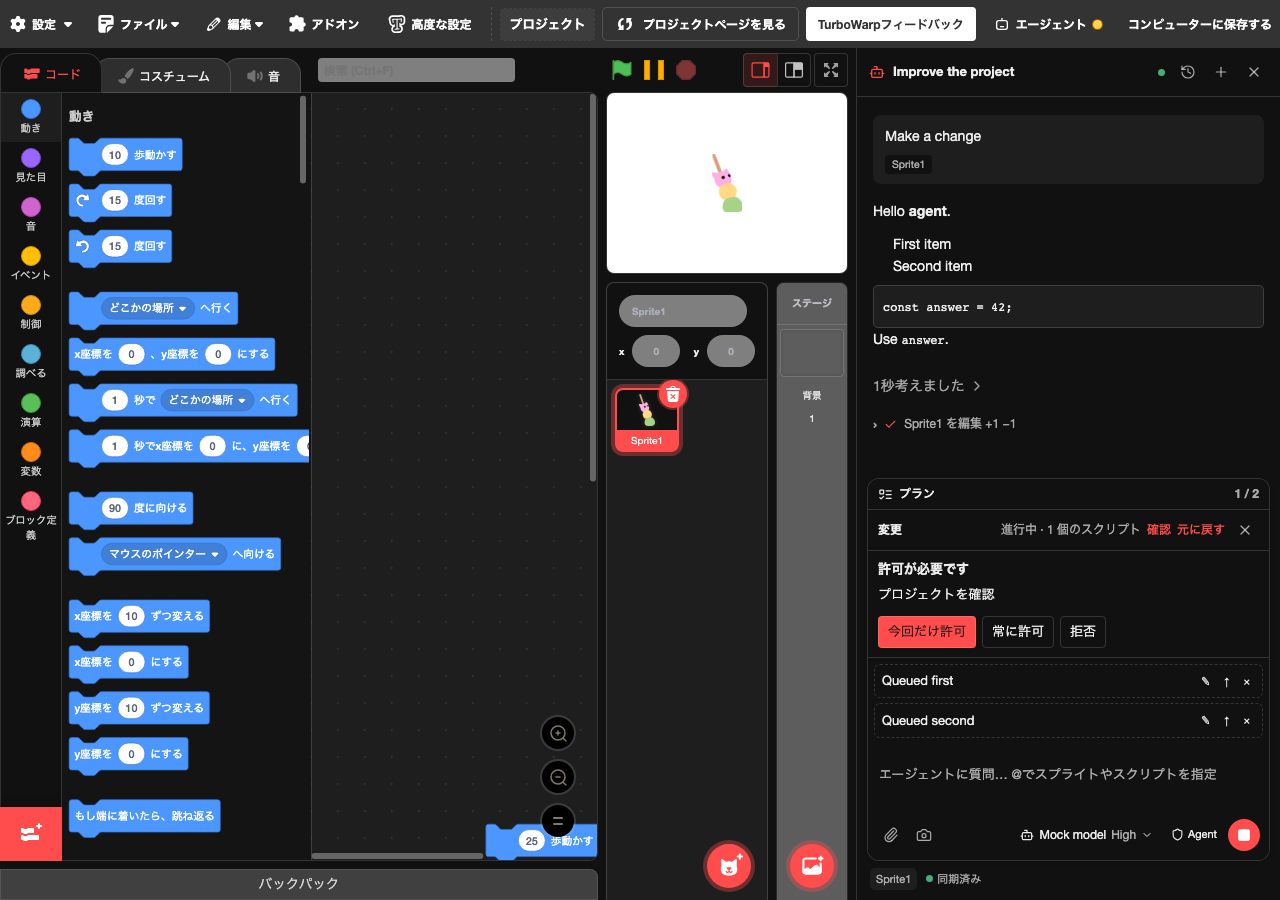 設定 ファイル 編集 アドオン 高度な設定 プロジェクト プロジェクトページを見る TurboWarpフィードバック エージェント コンピューターに保存する
コード コスチューム 音
検索 (Ctrl+F)
動き
見た目
音
イベント
制御
調べる
演算
変数
ブロック定義
動き
10 歩動かす
15 度回す
15 度回す
どこかの場所 へ行く
x座標を 0 、y座標を 0 にする
1 秒で どこかの場所 へ行く
1 秒でx座標を 0 に、y座標を
90 度に向ける
マウスのポインター へ向ける
x座標を 10 ずつ変える
x座標を 0 にする
y座標を 10 ずつ変える
y座標を 0 にする
もし端に着いたら、跳ね返る
25 歩動かす
バックパック
Sprite1
x 0 y 0
Sprite1
ステージ
背景
1
Improve the project
Make a change
Sprite1
Hello agent.
First item
Second item
const answer = 42;
Use answer.
1秒考えました
Sprite1 を編集 +1 −1
プラン 1 / 2
変更 進行中 · 1 個のスクリプト 確認 元に戻す
許可が必要です
プロジェクトを確認
今回だけ許可 常に許可 拒否
Queued first
Queued second
エージェントに質問... @でスプライトやスクリプトを指定
Mock model High Agent
Sprite1 同期済み